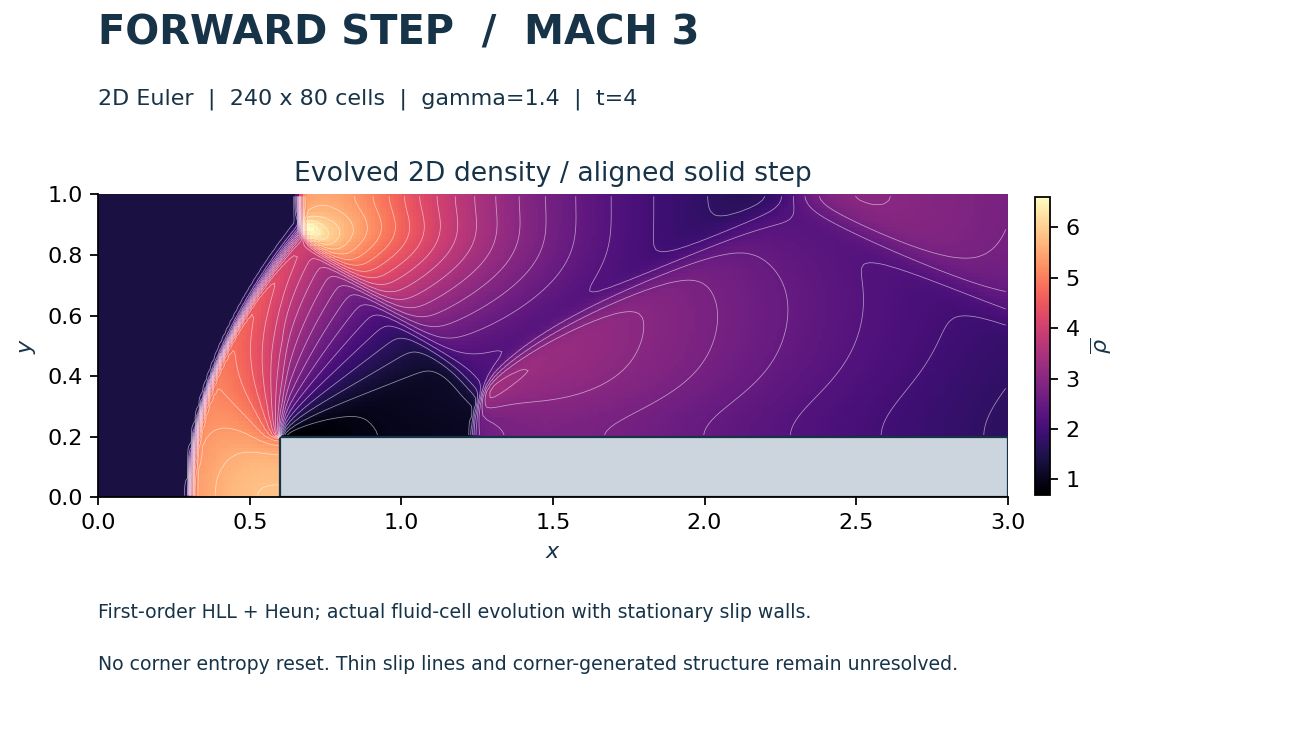 FORWARD STEP / MACH 3
2D Euler | 240 x 80 cells | gamma=1.4 | t=4
Evolved 2D density / aligned solid step
1.0
0.8
0.6
0.4
0.2
0.0
y
0.0 0.5 1.0 1.5 2.0 2.5 3.0
x
6
5
4
3
2
1
ρ̅
First-order HLL + Heun; actual fluid-cell evolution with stationary slip walls.
No corner entropy reset. Thin slip lines and corner-generated structure remain unresolved.